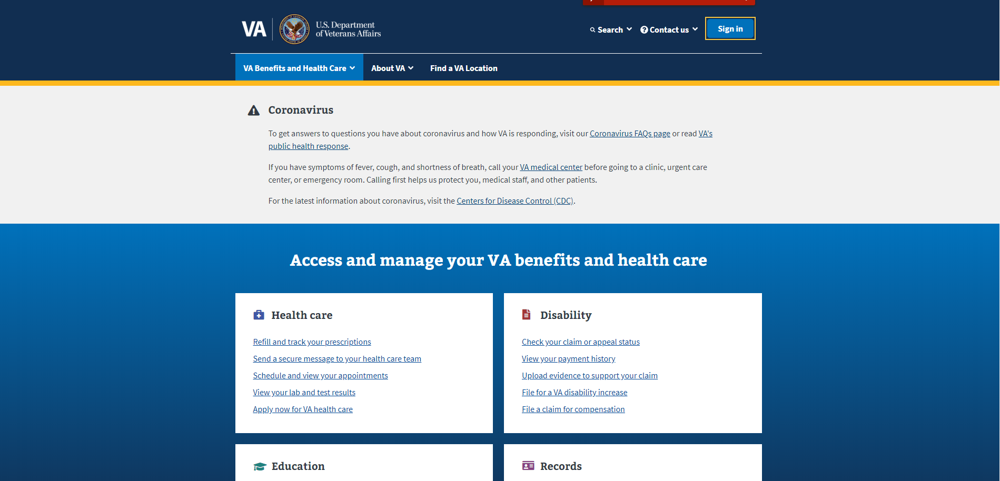 VA
U.S. Department
of Veterans Affairs
Search
Contact us
Sign in
VA Benefits and Health Care
About VA
Find a VA Location
Coronavirus
To get answers to questions you have about coronavirus and how VA is responding, visit our Coronavirus FAQs page or read VA's
public health response.
If you have symptoms of fever, cough, and shortness of breath, call your VA medical center before going to a clinic, urgent care
center, or emergency room. Calling first helps us protect you, medical staff, and other patients.
For the latest information about coronavirus, visit the Centers for Disease Control (CDC).
Access and manage your VA benefits and health care
Health care
Refill and track your prescriptions
Send a secure message to your health care team
Schedule and view your appointments
View your lab and test results
Apply now for VA health care
Disability
Check your claim or appeal status
View your payment history
Upload evidence to support your claim
File for a VA disability increase
File a claim for compensation
Education
Records